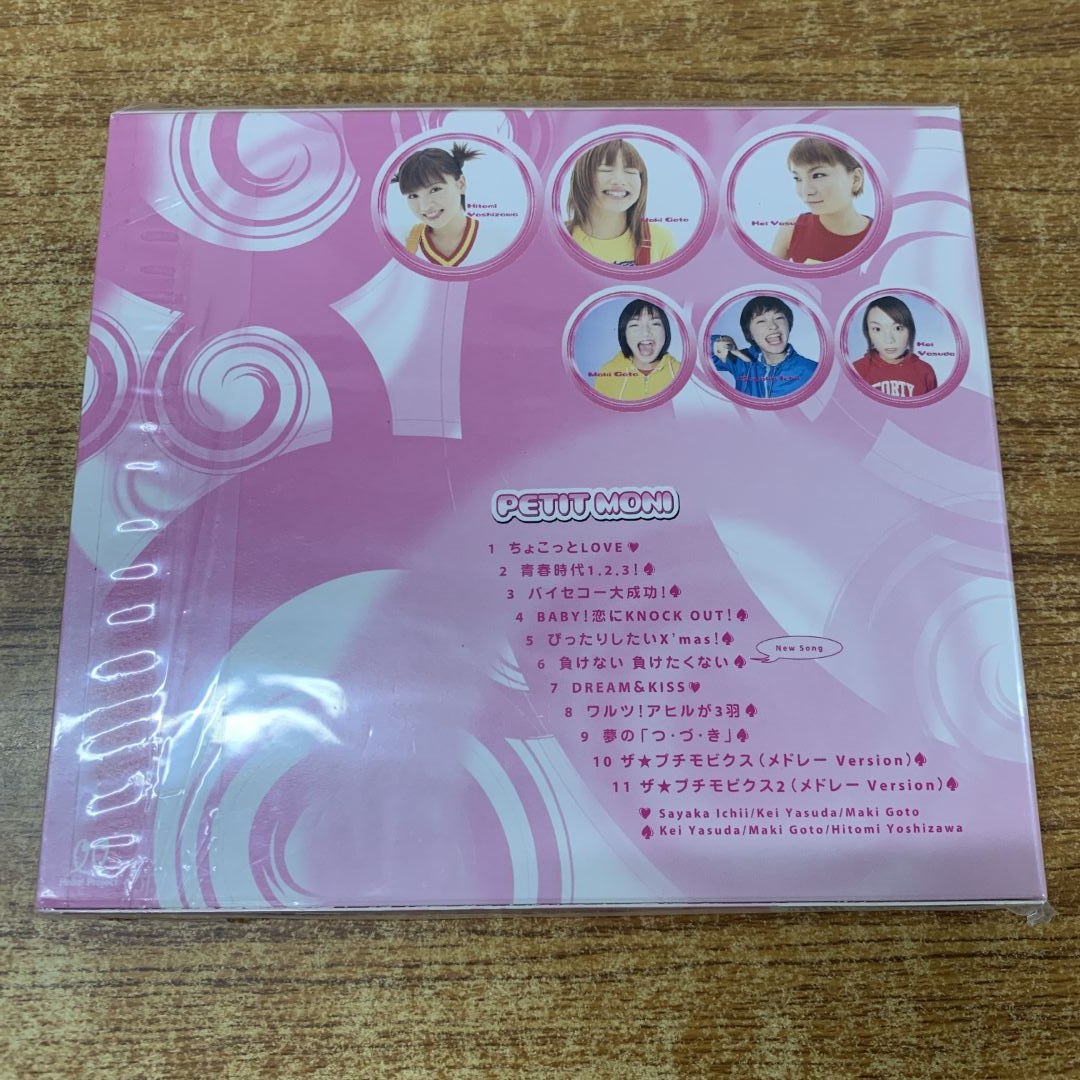 Hitomi
Yoshizawa
Maki Goto
Kei Yasu
Maki Goto
Kei
Yasuda
FORTY
PETIT MONI
1 ちょこっとLOVE♥
2 青春時代1.2.3!♠
3 バイセコー大成功!♠
4 BABY!恋にKNOCK OUT!♠
5 ぴったりしたいX'mas!♠
6 負けない 負けたくない♠
New Song
7 DREAM&KISS♥
8 ワルツ!アヒルが3羽♠
9 夢の「つ・づ・き」♠
10 ザ★プチモビクス(メドレー Version)♠
11 ザ★プチモビクス2(メドレー Version)♠
♥ Sayaka Ichii/Kei Yasuda/Maki Goto
♠ Kei Yasuda/Maki Goto/Hitomi Yoshizawa
Hello! Project